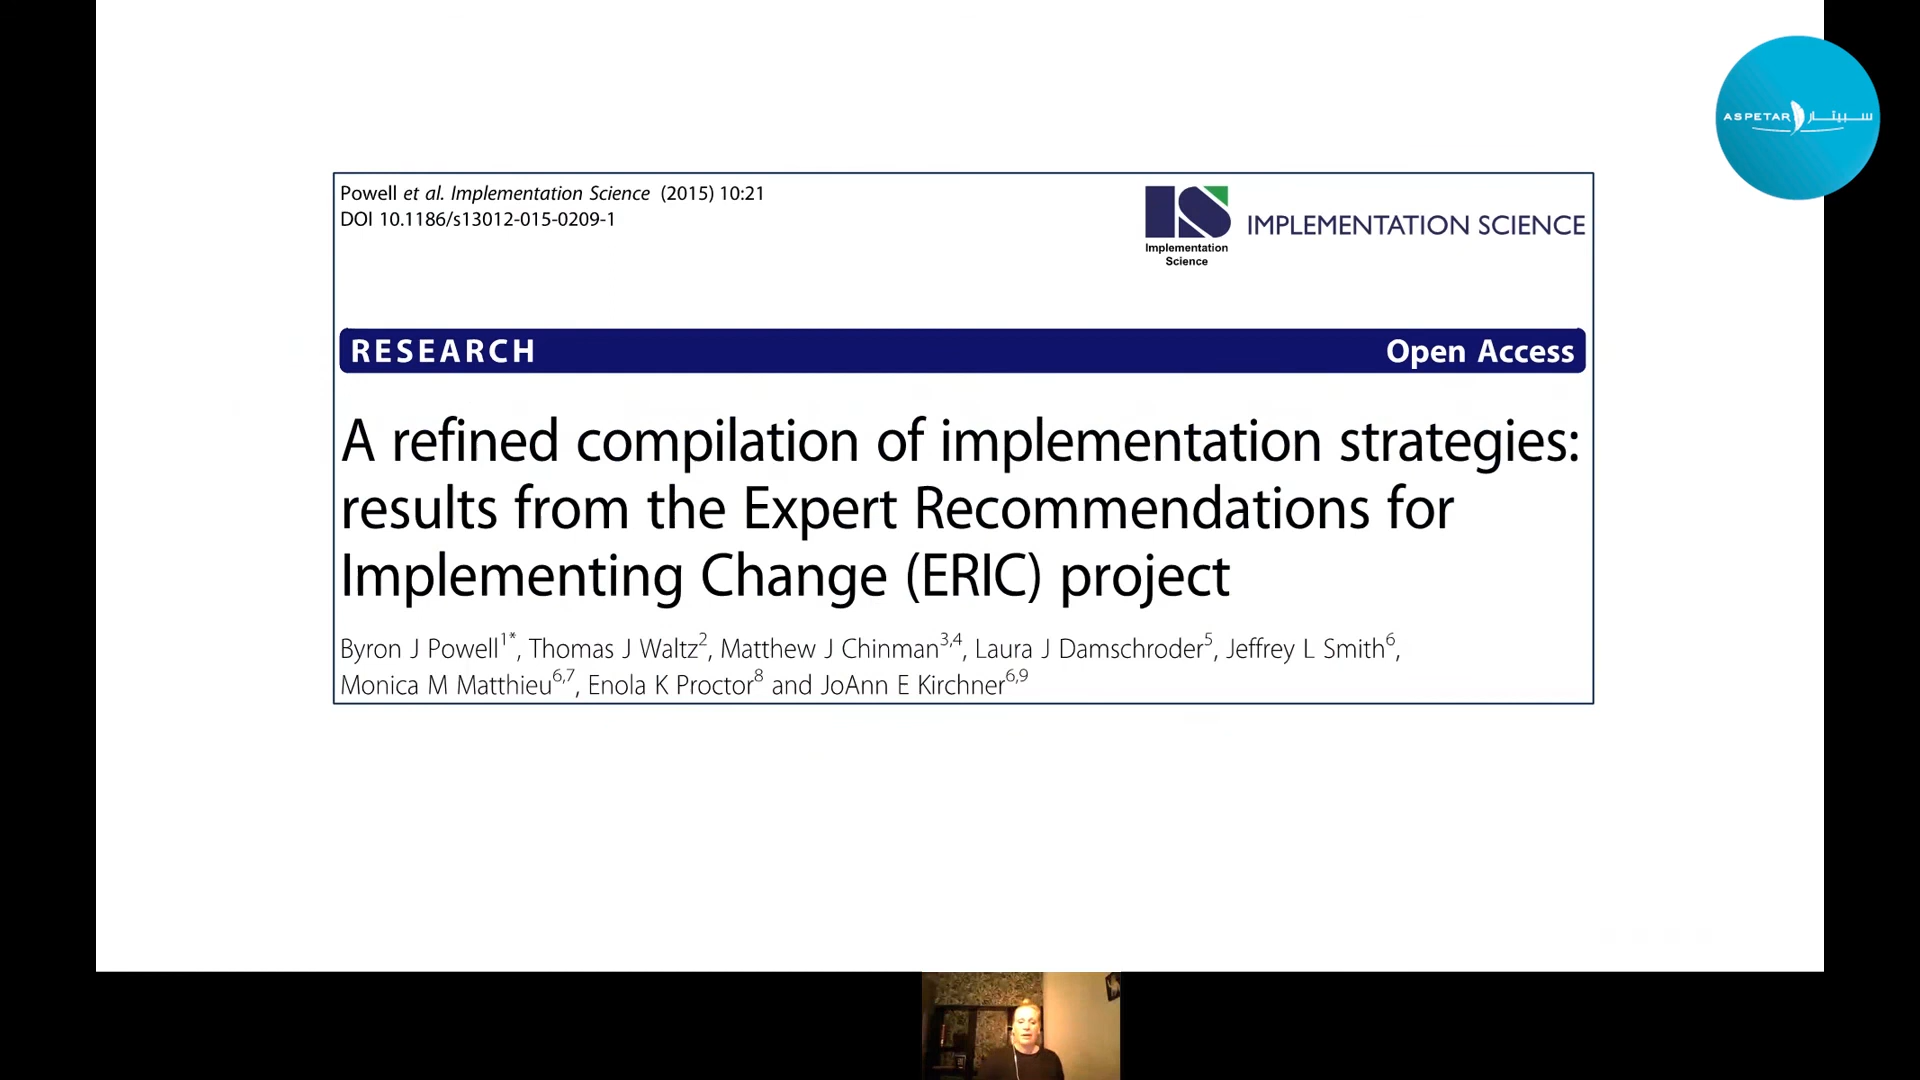 ASPETAR سبيتار
Powell et al. Implementation Science (2015) 10:21
DOI 10.1186/s13012-015-0209-1
IS
Implementation
Science
IMPLEMENTATION SCIENCE
RESEARCH
Open Access
A refined compilation of implementation strategies:
results from the Expert Recommendations for
Implementing Change (ERIC) project
Byron J Powell1*, Thomas J Waltz2, Matthew J Chinman3,4, Laura J Damschroder5, Jeffrey L Smith6,
Monica M Matthieu6,7, Enola K Proctor8 and JoAnn E Kirchner6,9